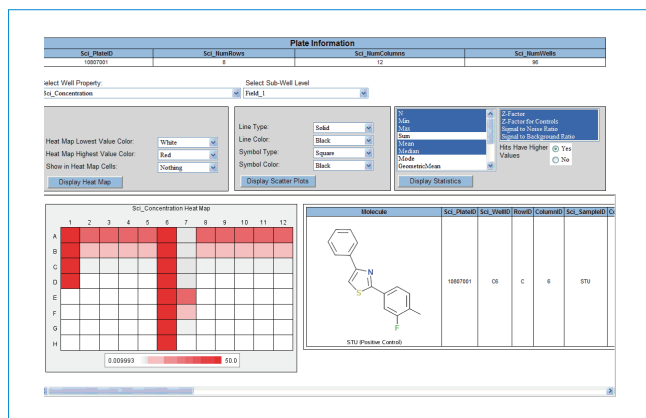 Plate Information
Sci_PlateID Sci_NumRows Sci_NumColumns Sci_NumWells
10807001 8 12 96
Select Well Property: Select Sub-Well Level
Sci_Concentration Field_1
Heat Map Lowest Value Color: White
Heat Map Highest Value Color: Red
Show in Heat Map Cells: Nothing
Display Heat Map
Line Type: Solid
Line Color: Black
Symbol Type: Square
Symbol Color: Black
Display Scatter Plots
N
Min
Max
Sum
Mean
Median
Mode
GeometricMean
Z-Factor
Z-Factor for Controls
Signal to Noise Ratio
Signal to Background Ratio
Hits Have Higher Values Yes
No
Display Statistics
Sci_Concentration Heat Map
1 2 3 4 5 6 7 8 9 10 11 12
A
B
C
D
E
F
G
H
0.009993 50.0
Molecule Sci_PlateID Sci_WellID RowID ColumnID Sci_SampleID
N
S
F
10807001 C6 C 6 STU
STU (Positive Control)